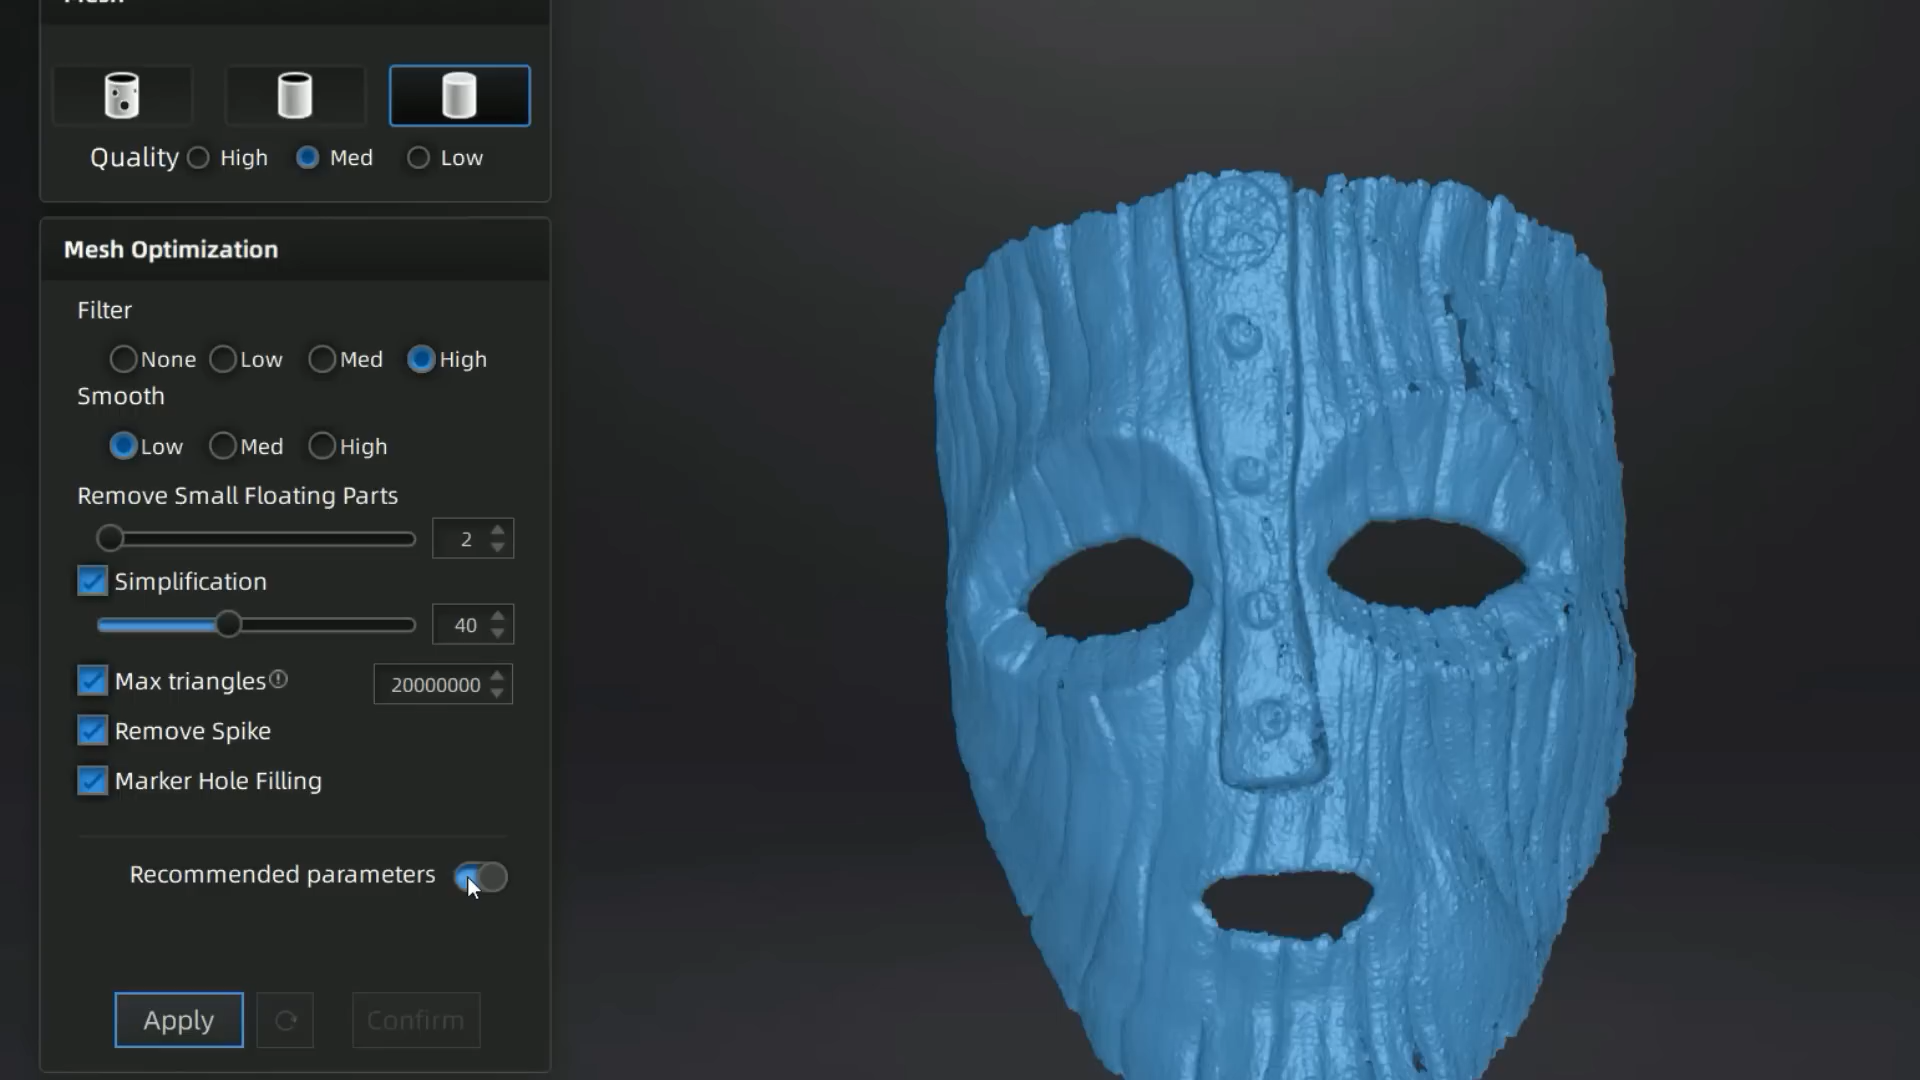 Mesh
Quality High Med Low
Mesh Optimization
Filter
None Low Med High
Smooth
Low Med High
Remove Small Floating Parts
2
Simplification
40
Max triangles 20000000
Remove Spike
Marker Hole Filling
Recommended parameters
Apply Confirm